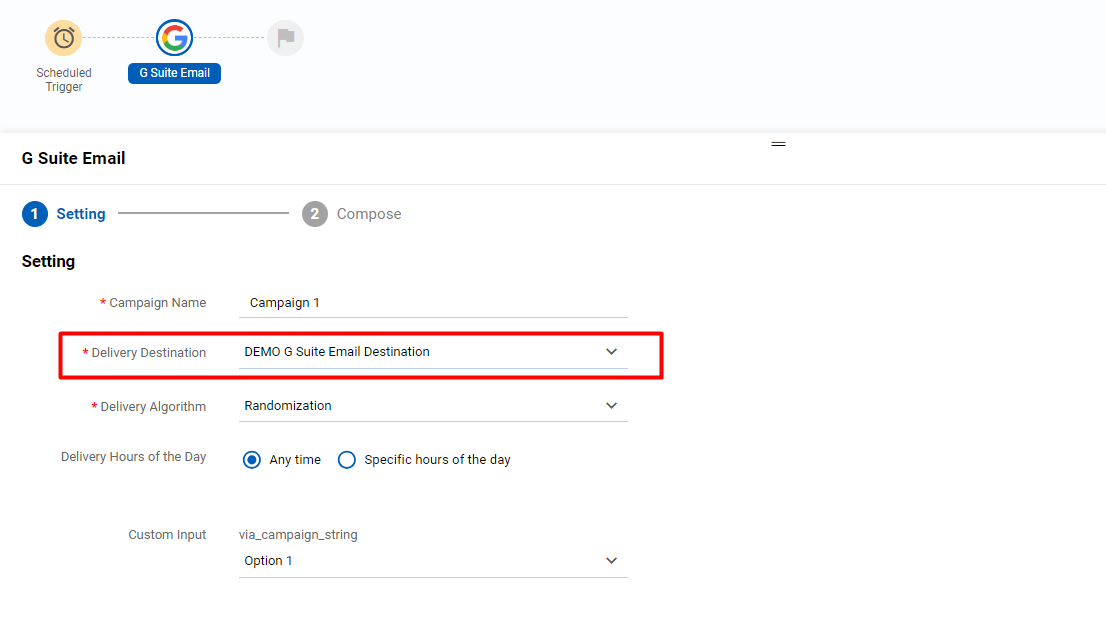 Scheduled
Trigger
G Suite Email
G Suite Email
1 Setting
2 Compose
Setting
* Campaign Name Campaign 1
* Delivery Destination DEMO G Suite Email Destination
* Delivery Algorithm Randomization
Delivery Hours of the Day Any time Specific hours of the day
Custom Input via_campaign_string
Option 1